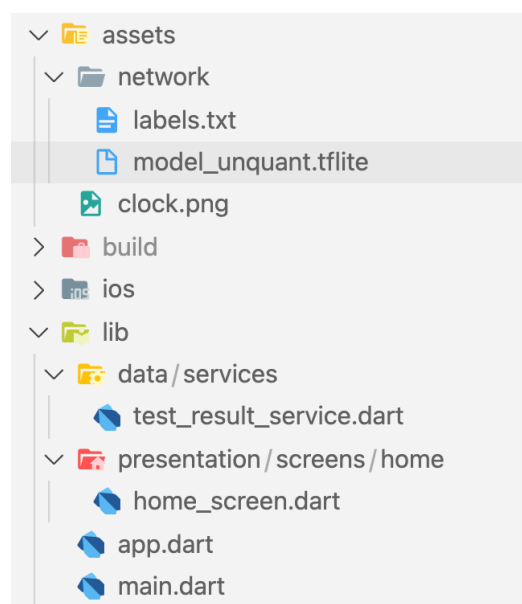 assets
network
labels.txt
model_unquant.tflite
clock.png
build
ios
lib
data/services
test_result_service.dart
presentation/screens/home
home_screen.dart
app.dart
main.dart